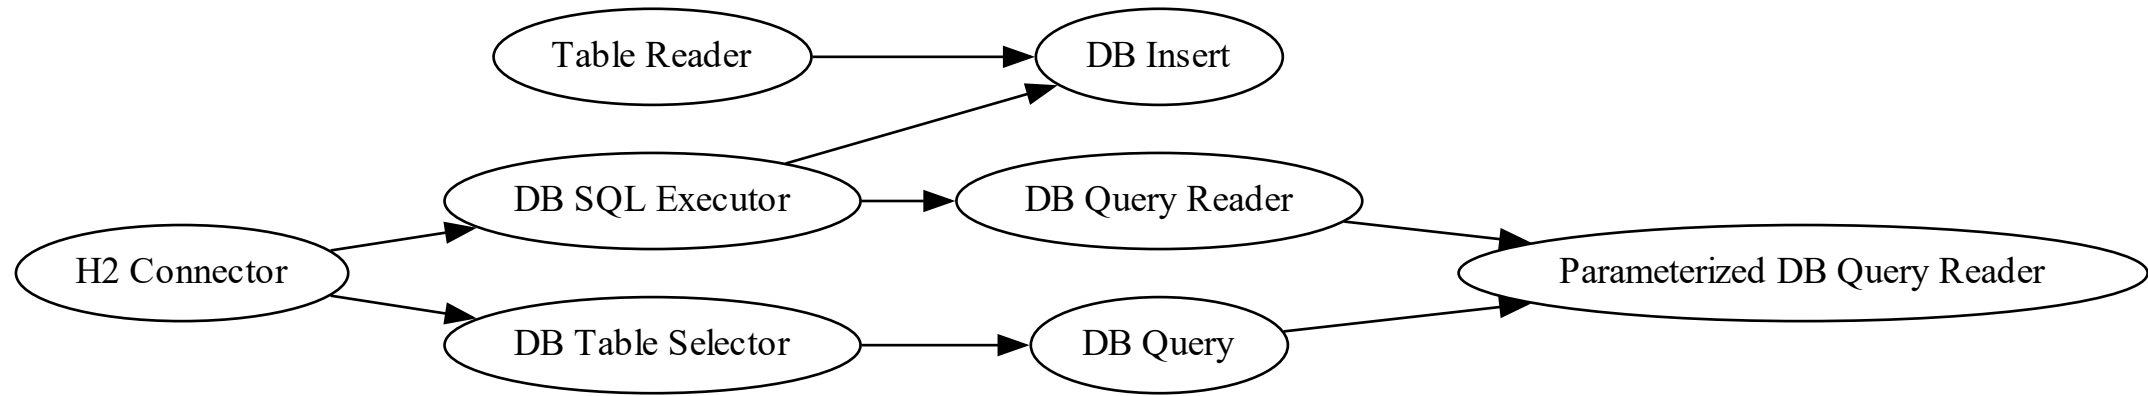 Table Reader
DB Insert
DB SQL Executor
DB Query Reader
H2 Connector
Parameterized DB Query Reader
DB Table Selector
DB Query